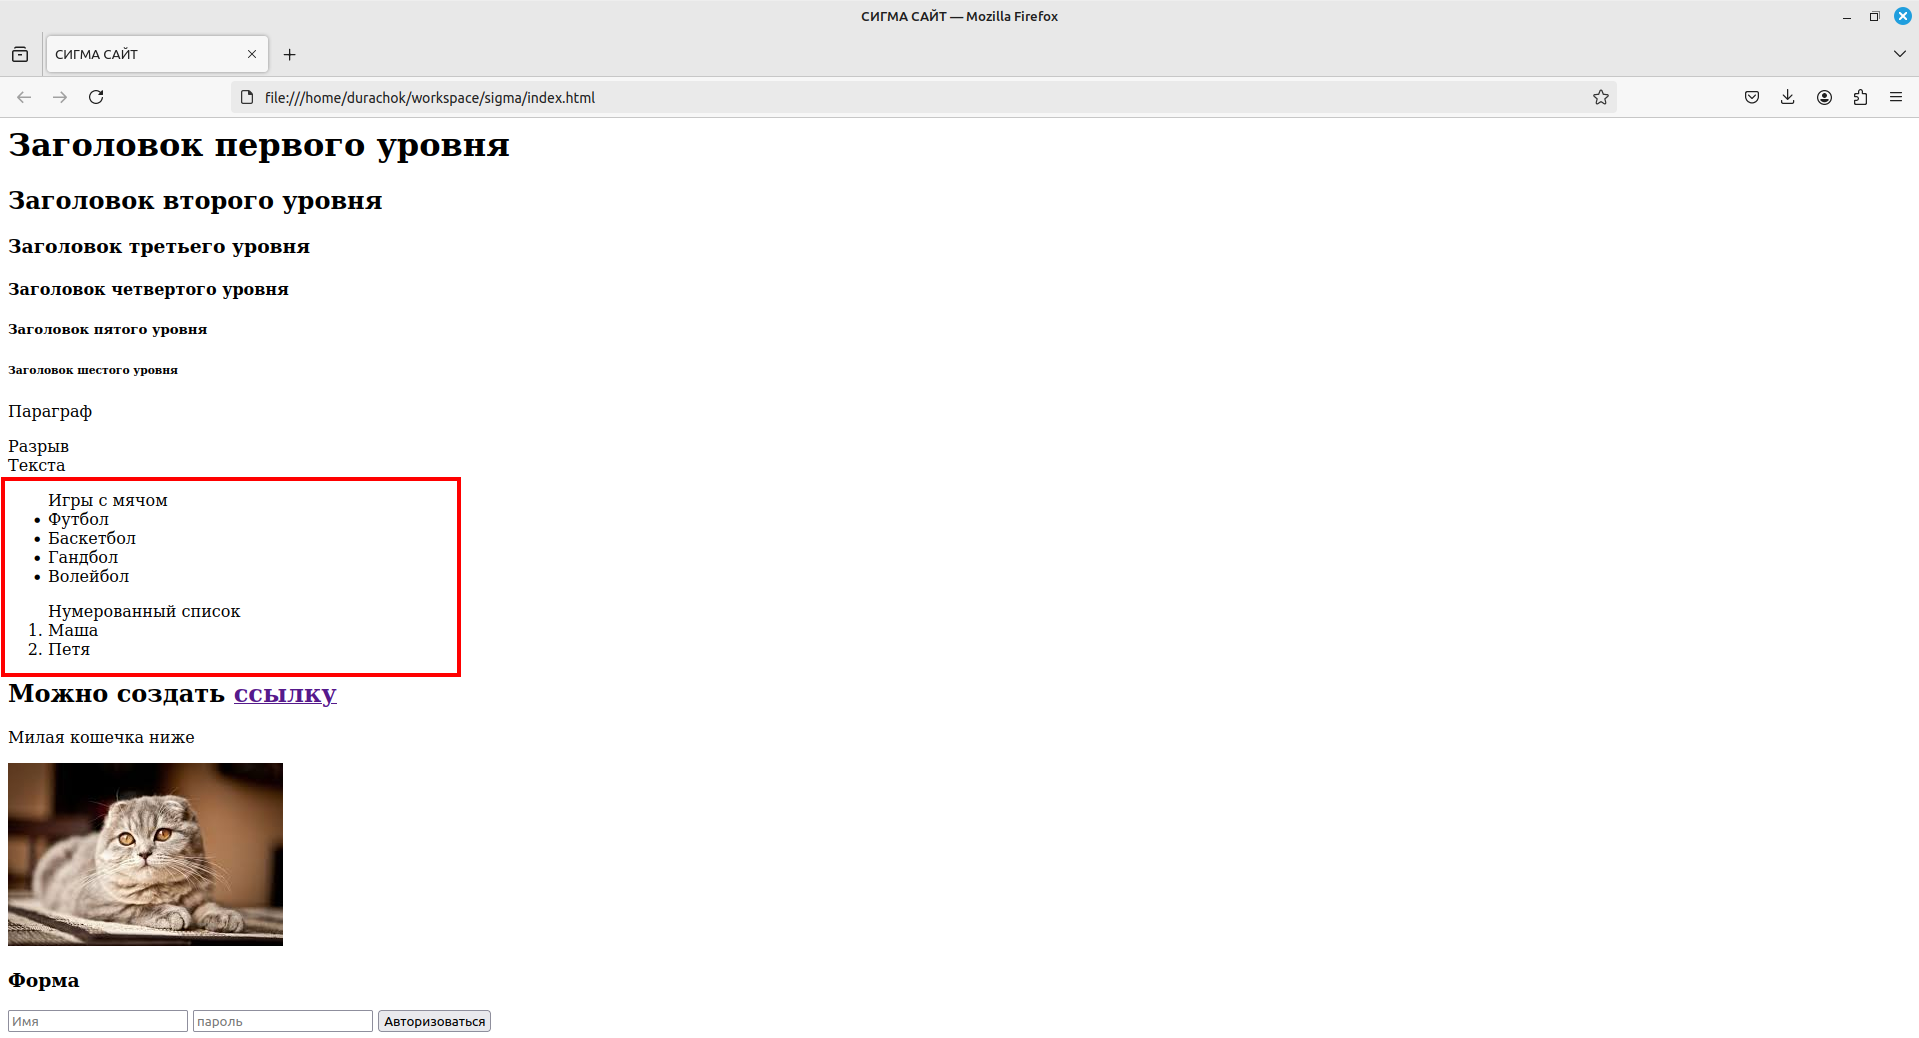 СИГМА САЙТ — Mozilla Firefox
СИГМА САЙТ
file:///home/durachok/workspace/sigma/index.html
Заголовок первого уровня
Заголовок второго уровня
Заголовок третьего уровня
Заголовок четвертого уровня
Заголовок пятого уровня
Заголовок шестого уровня
Параграф
Разрыв
Текста
Игры с мячом
• Футбол
• Баскетбол
• Гандбол
• Волейбол
Нумерованный список
1. Маша
2. Петя
Можно создать ссылку
Милая кошечка ниже
Форма
Имя пароль Авторизоваться